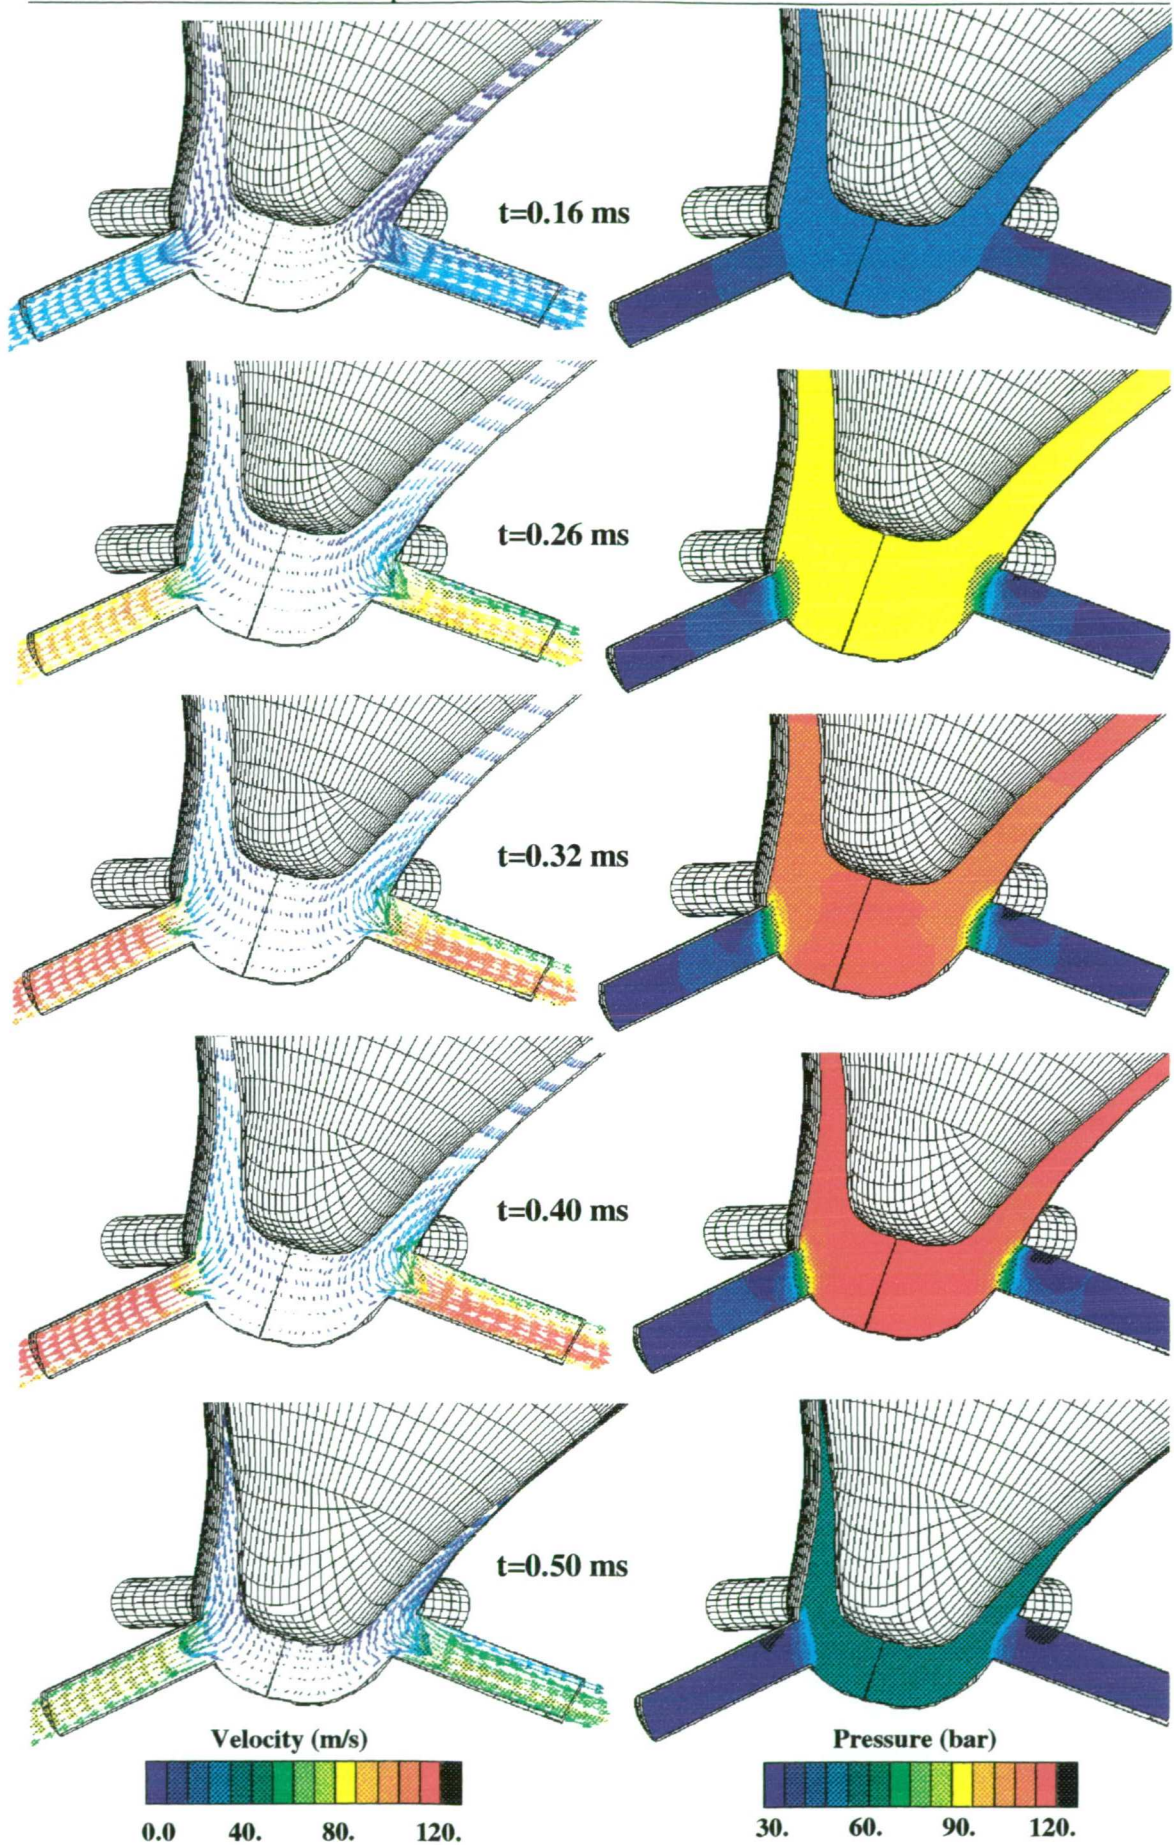 t=0.16 ms
t=0.26 ms
t=0.32 ms
t=0.40 ms
t=0.50 ms
Velocity (m/s)
Pressure (bar)
0.0 40. 80. 120.
30. 60. 90. 120.